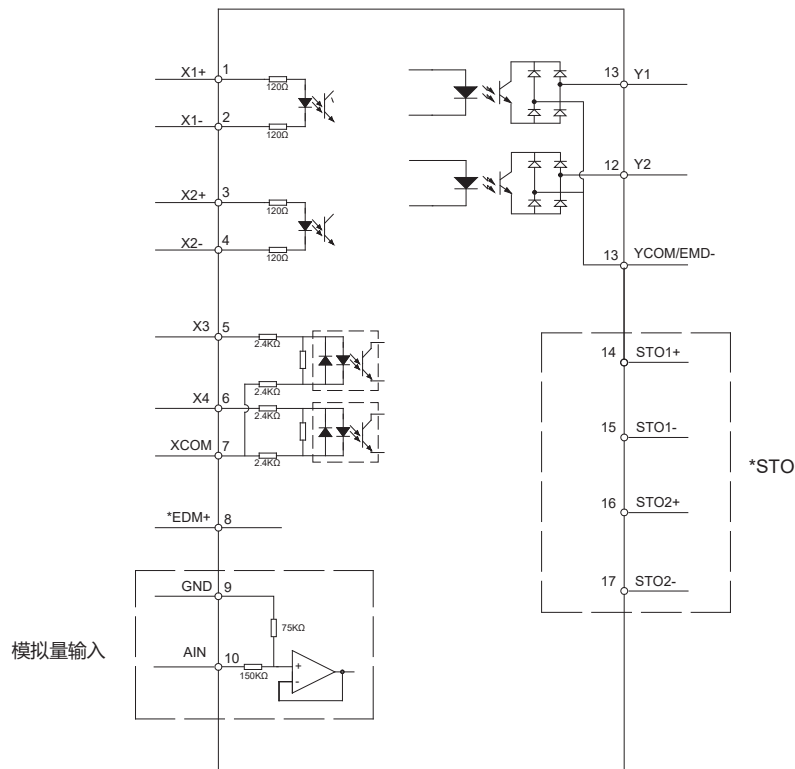 X1+ 1
120Ω
X1- 2
120Ω
X2+ 3
120Ω
X2- 4
120Ω
X3 5
2.4KΩ
2.4KΩ
X4 6
2.4KΩ
XCOM 7
2.4KΩ
*EDM+ 8
GND 9
75KΩ
模拟量输入
AIN 10
150KΩ
+
-
13 Y1
12 Y2
13 YCOM/EMD-
14 STO1+
15 STO1-
*STO
16 STO2+
17 STO2-